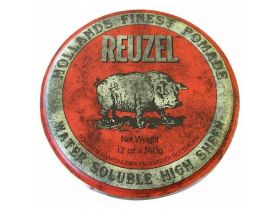 HOLLANDS FINEST POMADE
REUZEL
Net Weight
12 oz - 340g
WATER SOLUBLE HIGH SHEEN